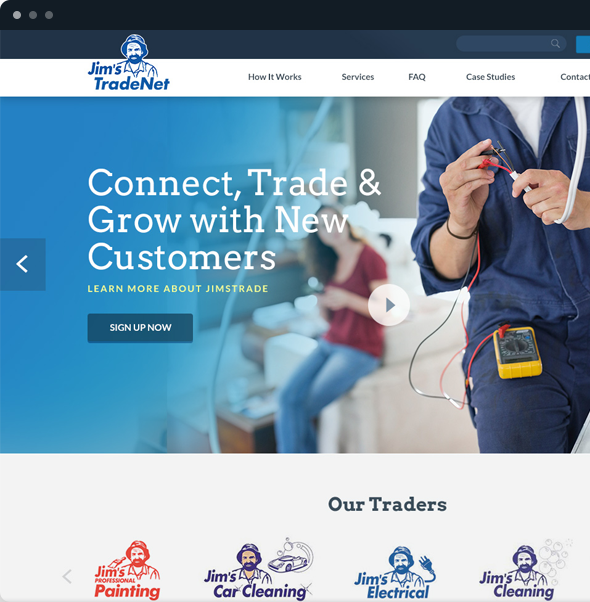 Jim's
TradeNet
How It Works
Services
FAQ
Case Studies
Contact
Connect, Trade &
Grow with New
Customers
LEARN MORE ABOUT JIMSTRADE
SIGN UP NOW
Our Traders
Jim's
PROFESSIONAL
Painting
Jim's
Car Cleaning
Jim's
Electrical
Jim's
Cleaning